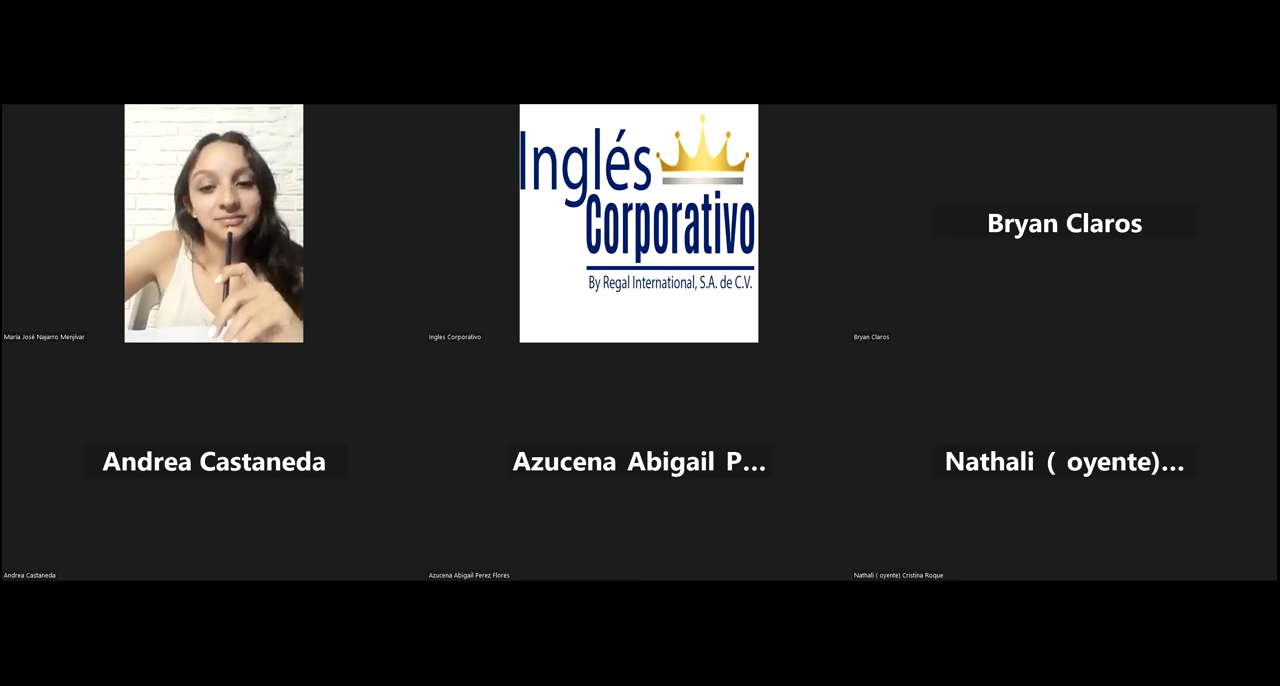 Inglés
Corporativo
By Regal International, S.A. de C.V.
Bryan Claros
María José Najarro Menjívar
Ingles Corporativo
Bryan Claros
Andrea Castaneda
Azucena Abigail P...
Nathali ( oyente)...
Andrea Castaneda
Azucena Abigail Perez Flores
Nathali ( oyente) Cristina Roque